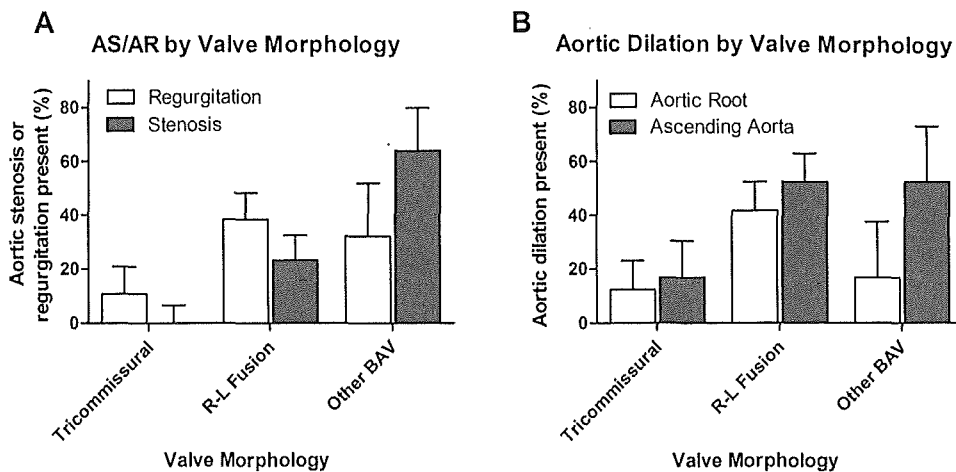 A
AS/AR by Valve Morphology
Aortic stenosis or
regurgitation present (%)
80
60
40
20
0
Regurgitation
Stenosis
Tricommissural
R-L Fusion
Other BAV
Valve Morphology
B
Aortic Dilation by Valve Morphology
Aortic dilation present (%)
80
60
40
20
0
Aortic Root
Ascending Aorta
Tricommissural
R-L Fusion
Other BAV
Valve Morphology